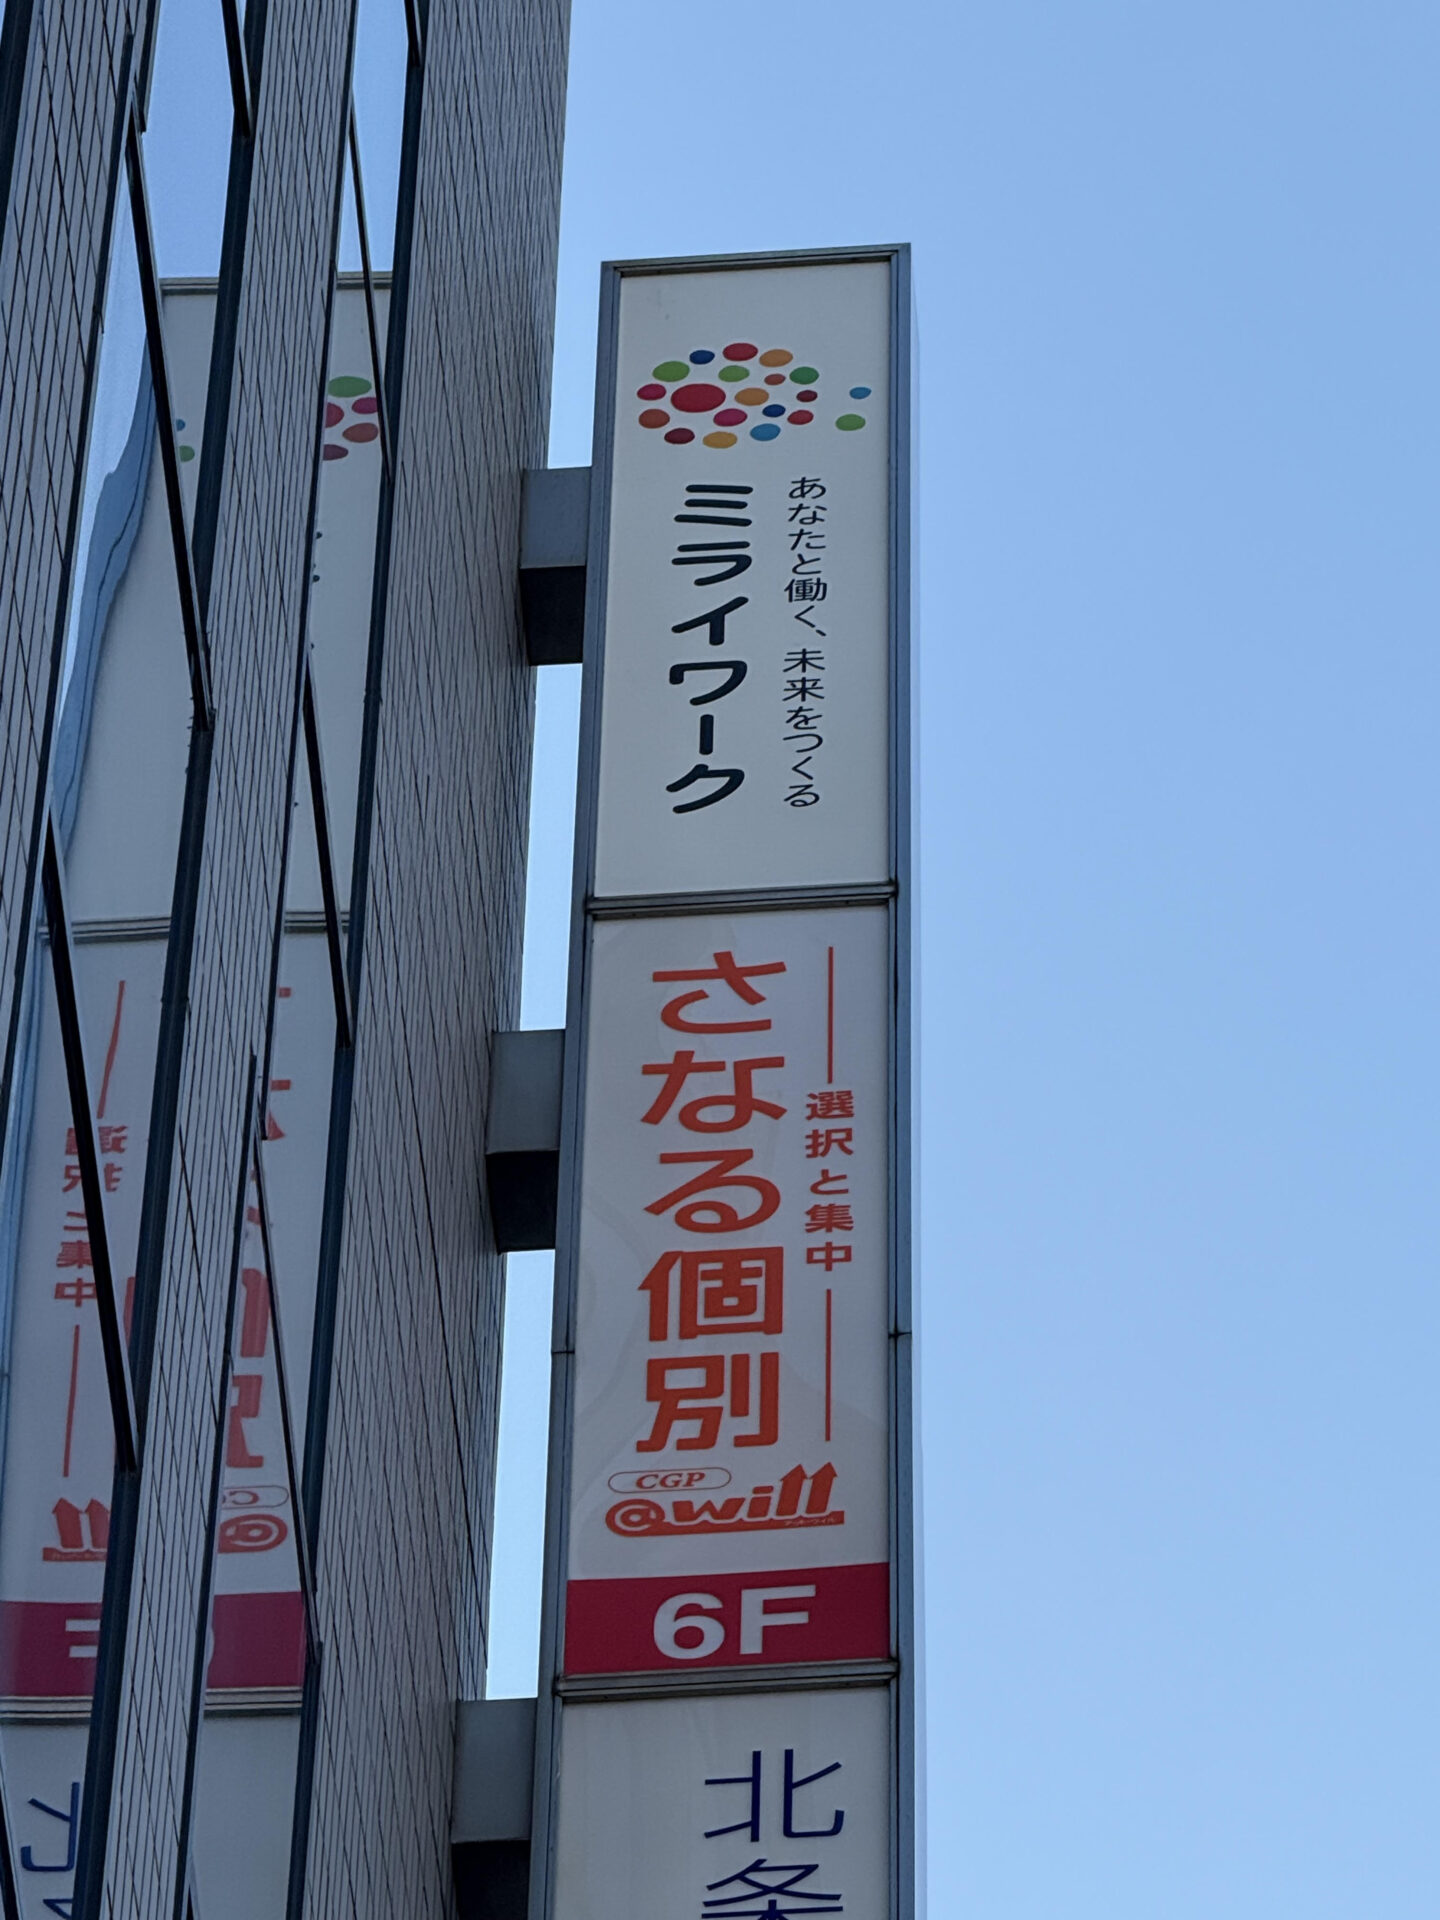 あなたと働く、未来をつくる
ミライワーク
選択と集中
さなる個別
CGP
@will
6F
北条